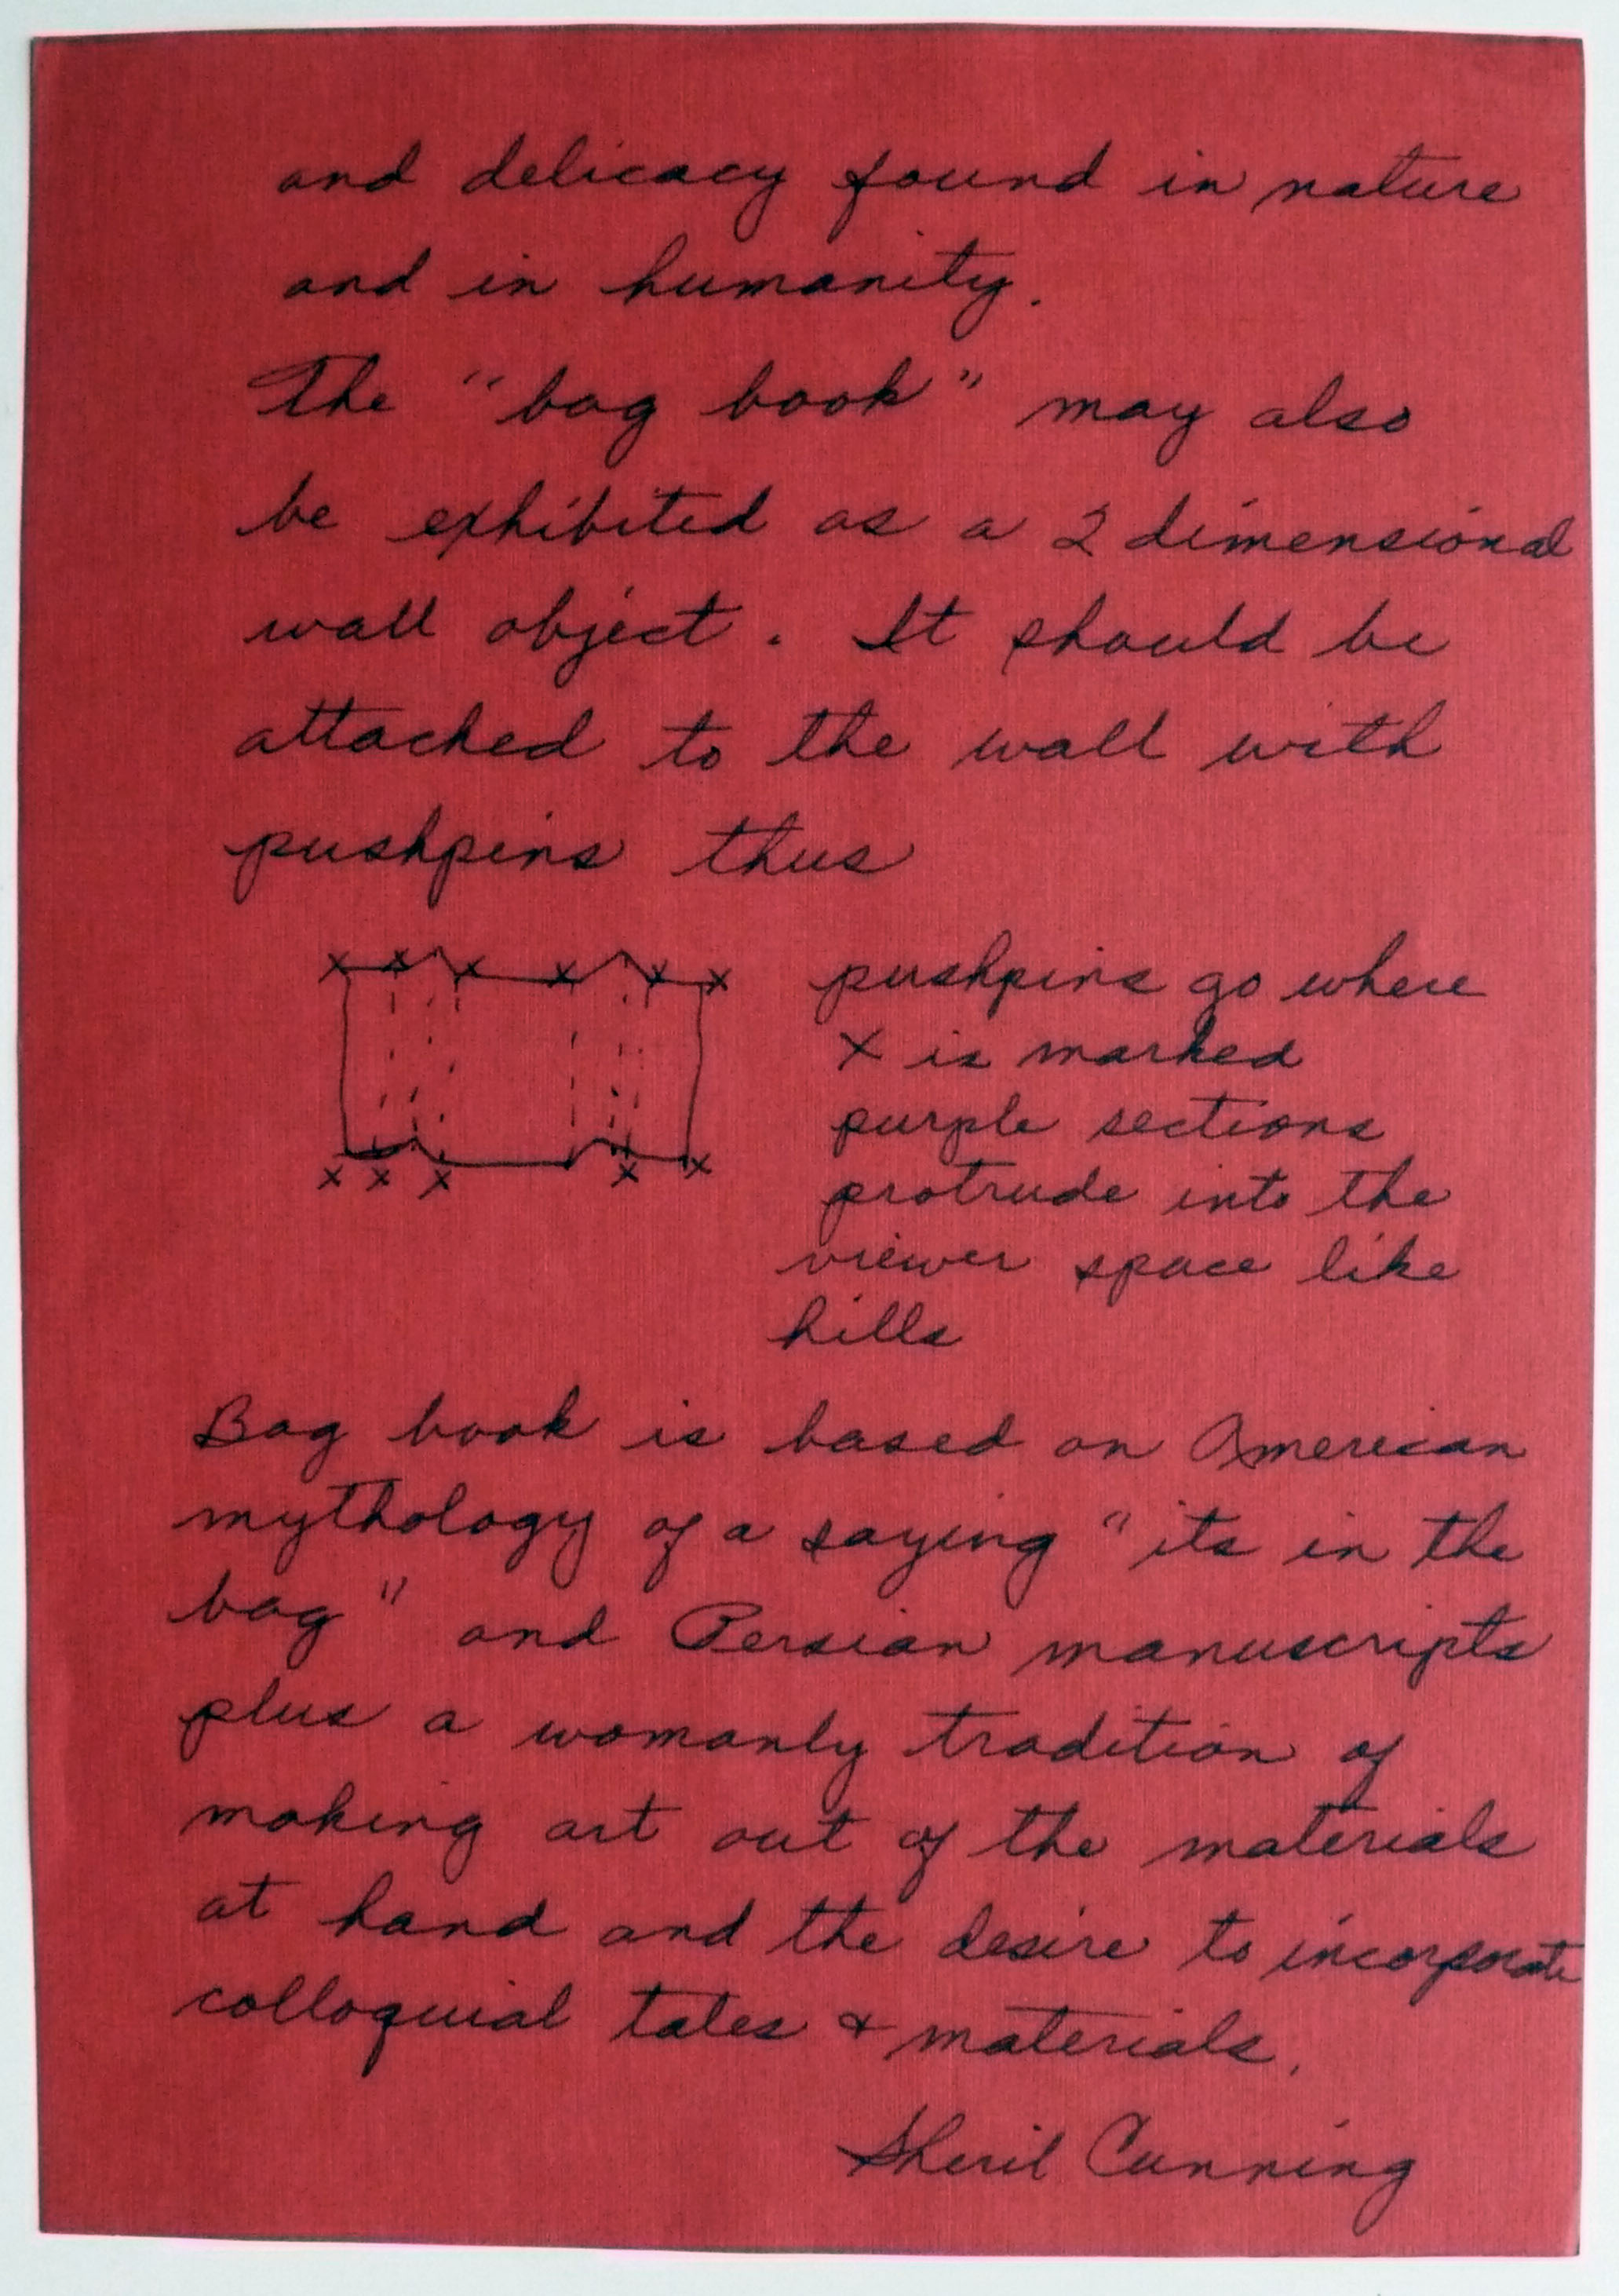 and delicacy found in nature
and in humanity.
The "bag book" may also
be exhibited as a 2 dimensional
wall object. It should be
attached to the wall with
pushpins thus
x x x x x x
x x x x x
pushpins go where
x is marked
purple sections
protrude into the
viewer space like
hills
Bag book is based on American
mythology of a saying "its in the
bag" and Persian manuscripts
plus a womanly tradition of
making art out of the materials
at hand and the desire to incorporate
colloquial tales + materials.
Sheril Cunning